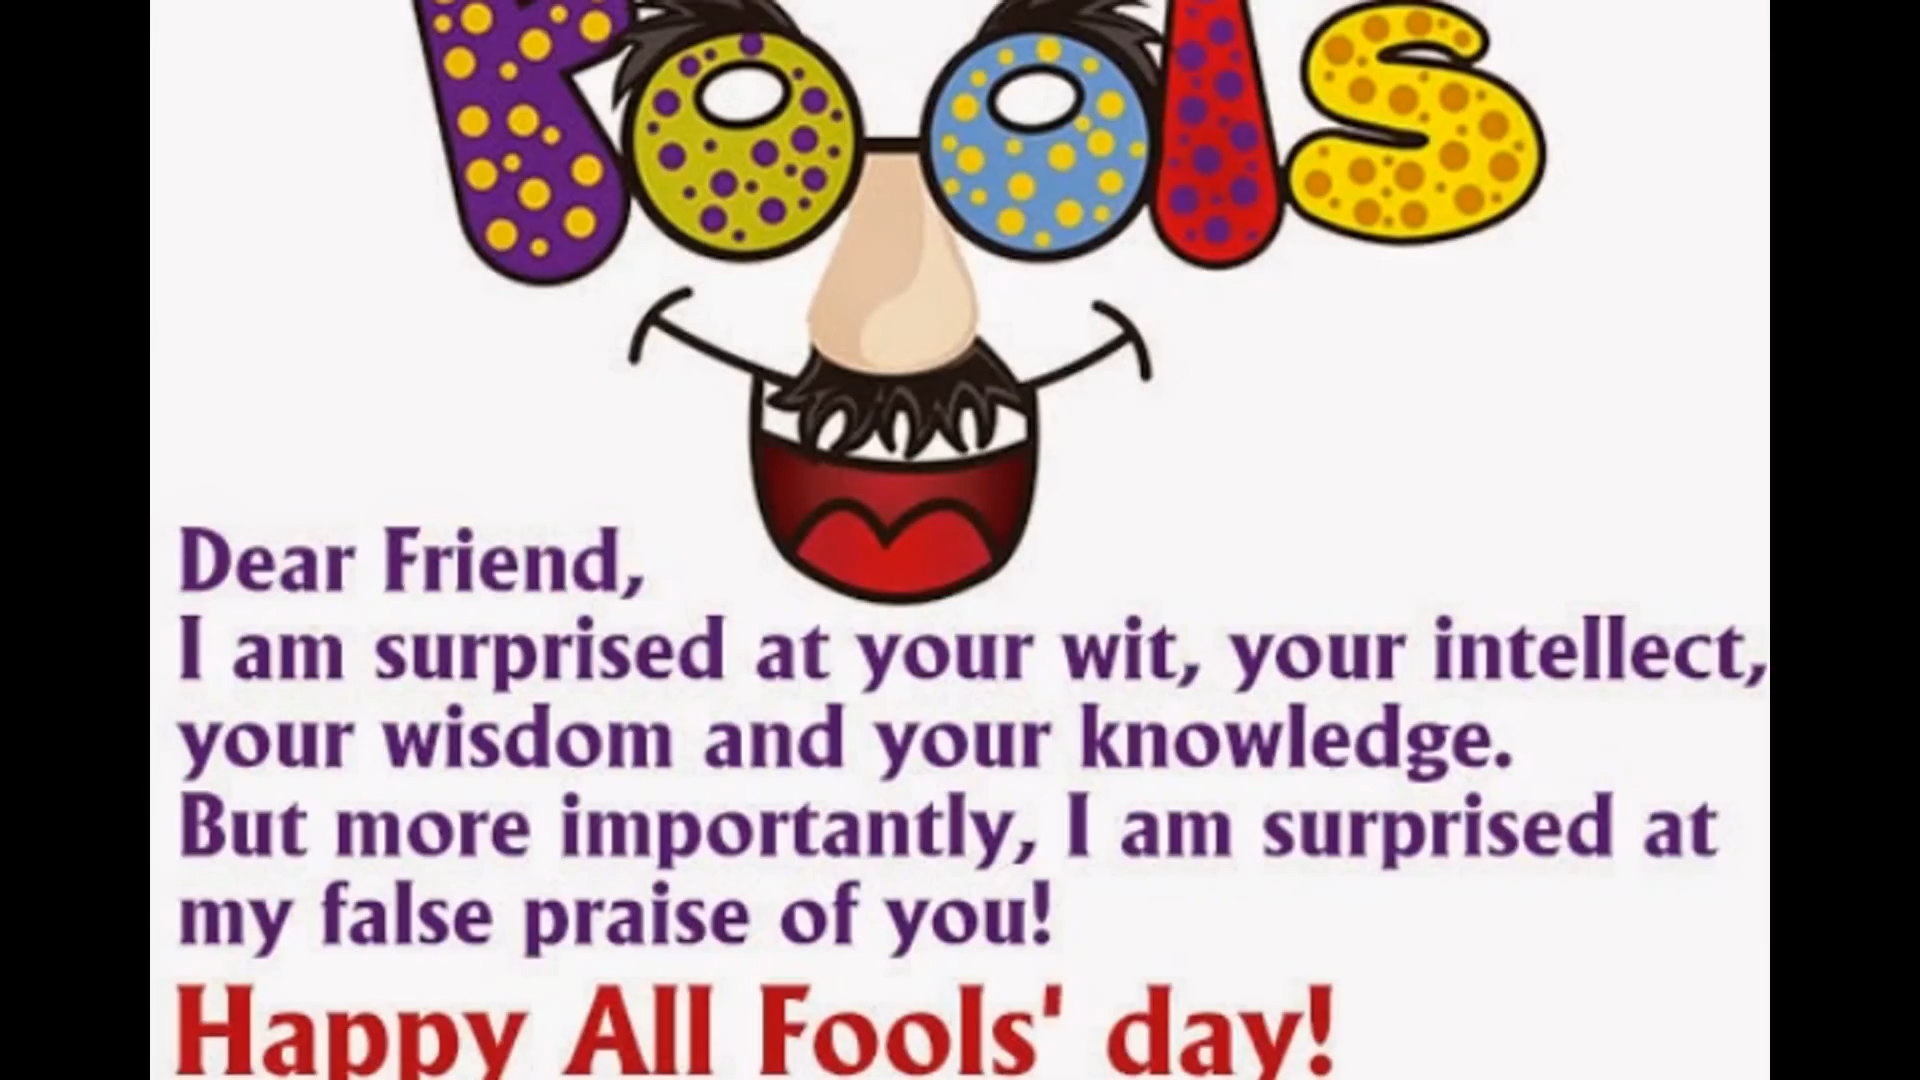 Fools
Dear Friend,
I am surprised at your wit, your intellect,
your wisdom and your knowledge.
But more importantly, I am surprised at
my false praise of you!
Happy All Fools' day!